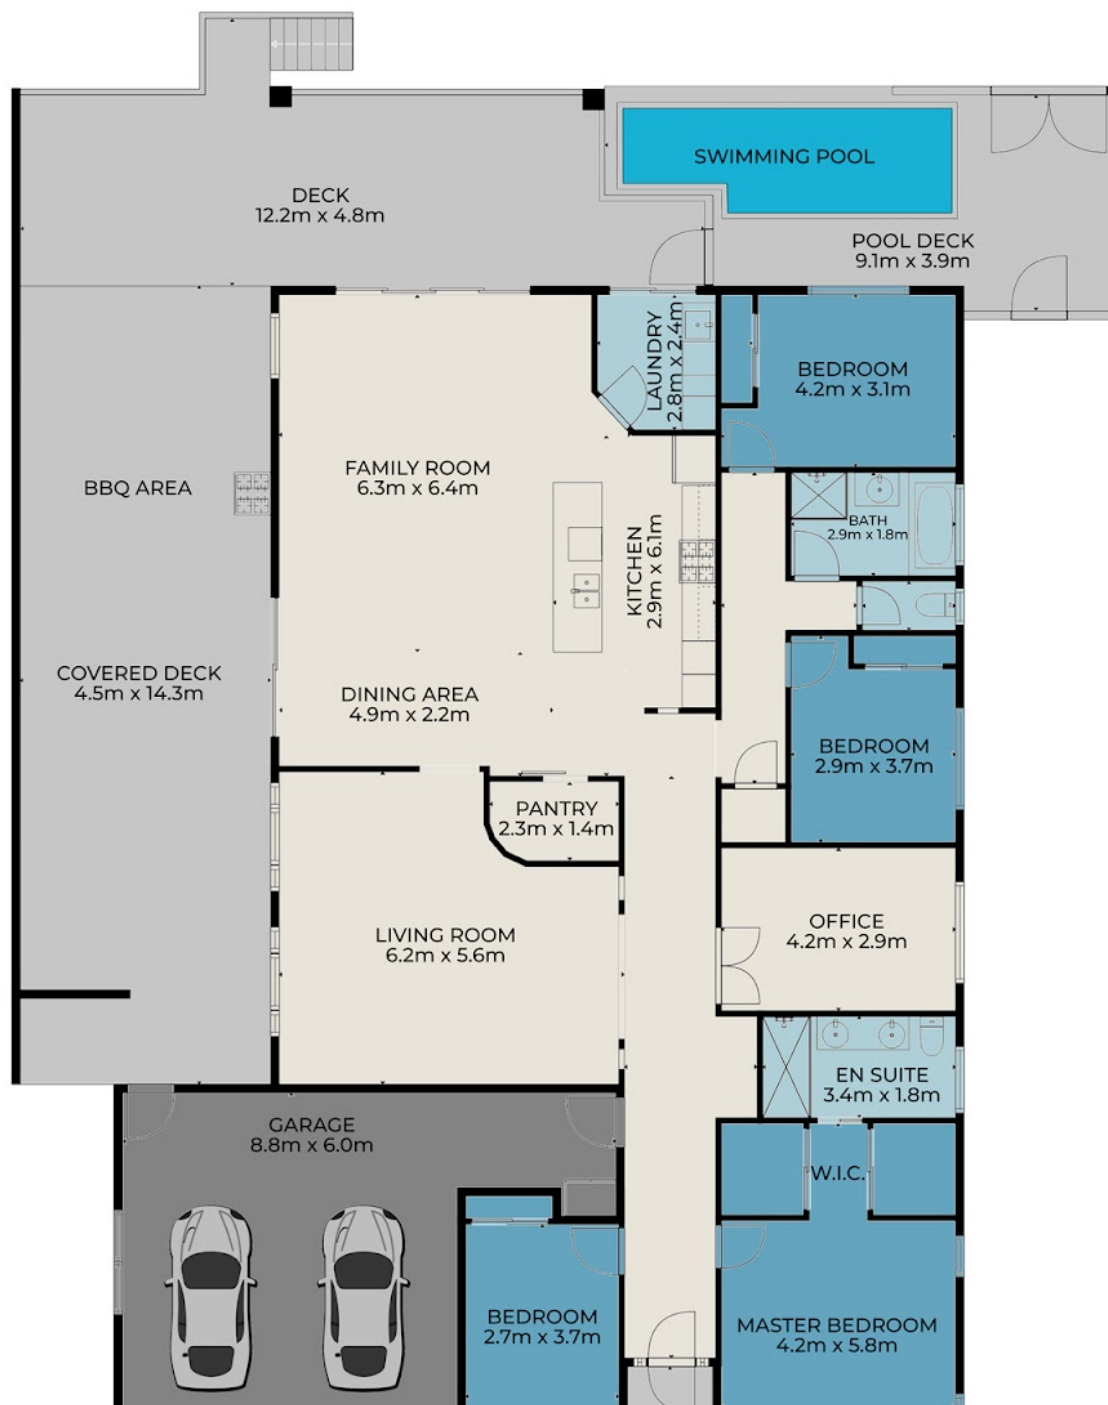 SWIMMING POOL
DECK
12.2m x 4.8m
POOL DECK
9.1m x 3.9m
LAUNDRY
2.8m x 2.4m
BEDROOM
4.2m x 3.1m
FAMILY ROOM
6.3m x 6.4m
BBQ AREA
KITCHEN
2.9m x 6.1m
BATH
2.9m x 1.8m
COVERED DECK
4.5m x 14.3m
DINING AREA
4.9m x 2.2m
BEDROOM
2.9m x 3.7m
PANTRY
2.3m x 1.4m
OFFICE
4.2m x 2.9m
LIVING ROOM
6.2m x 5.6m
EN SUITE
3.4m x 1.8m
GARAGE
8.8m x 6.0m
W.I.C.
BEDROOM
2.7m x 3.7m
MASTER BEDROOM
4.2m x 5.8m